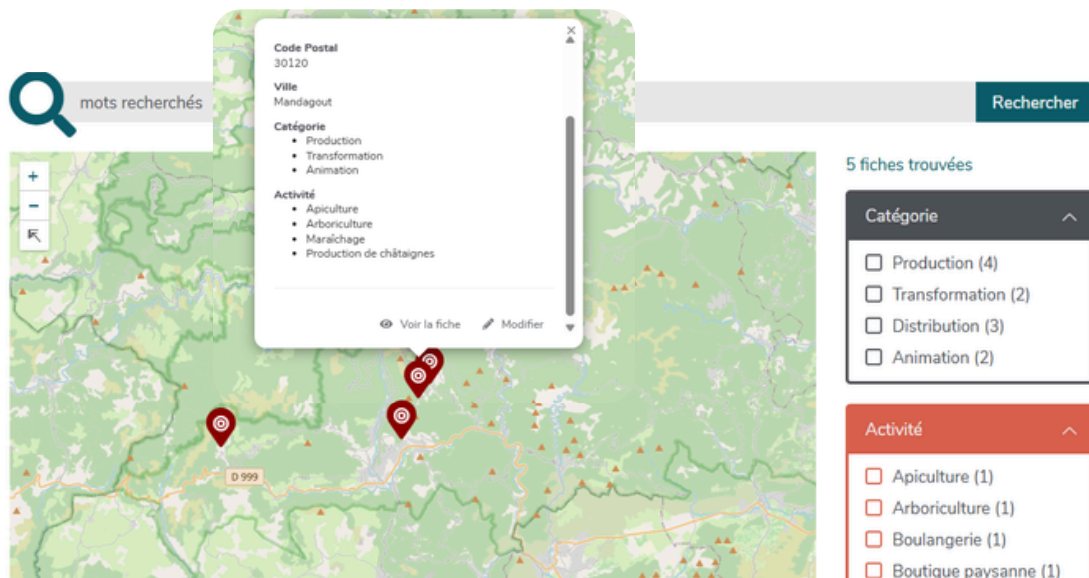 Code Postal
30120
Ville
Mandagout
Catégorie
Production
Transformation
Animation
Activité
Apiculture
Arboriculture
Maraîchage
Production de châtaignes
Voir la fiche
Modifier
mots recherchés
Rechercher
+
−
D 999
5 fiches trouvées
Catégorie
Production (4)
Transformation (2)
Distribution (3)
Animation (2)
Activité
Apiculture (1)
Arboriculture (1)
Boulangerie (1)
Boutique paysanne (1)